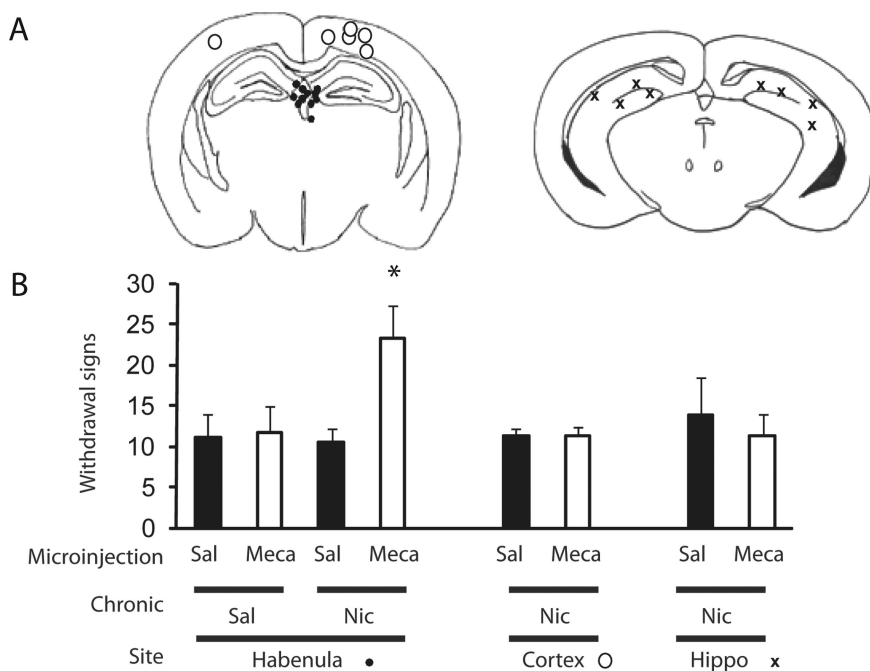 A
B
*
Withdrawal signs
30
25
20
15
10
5
0
Microinjection Sal Meca Sal Meca Sal Meca Sal Meca
Chronic Sal Nic Nic Nic
Site Habenula Cortex Hippo x